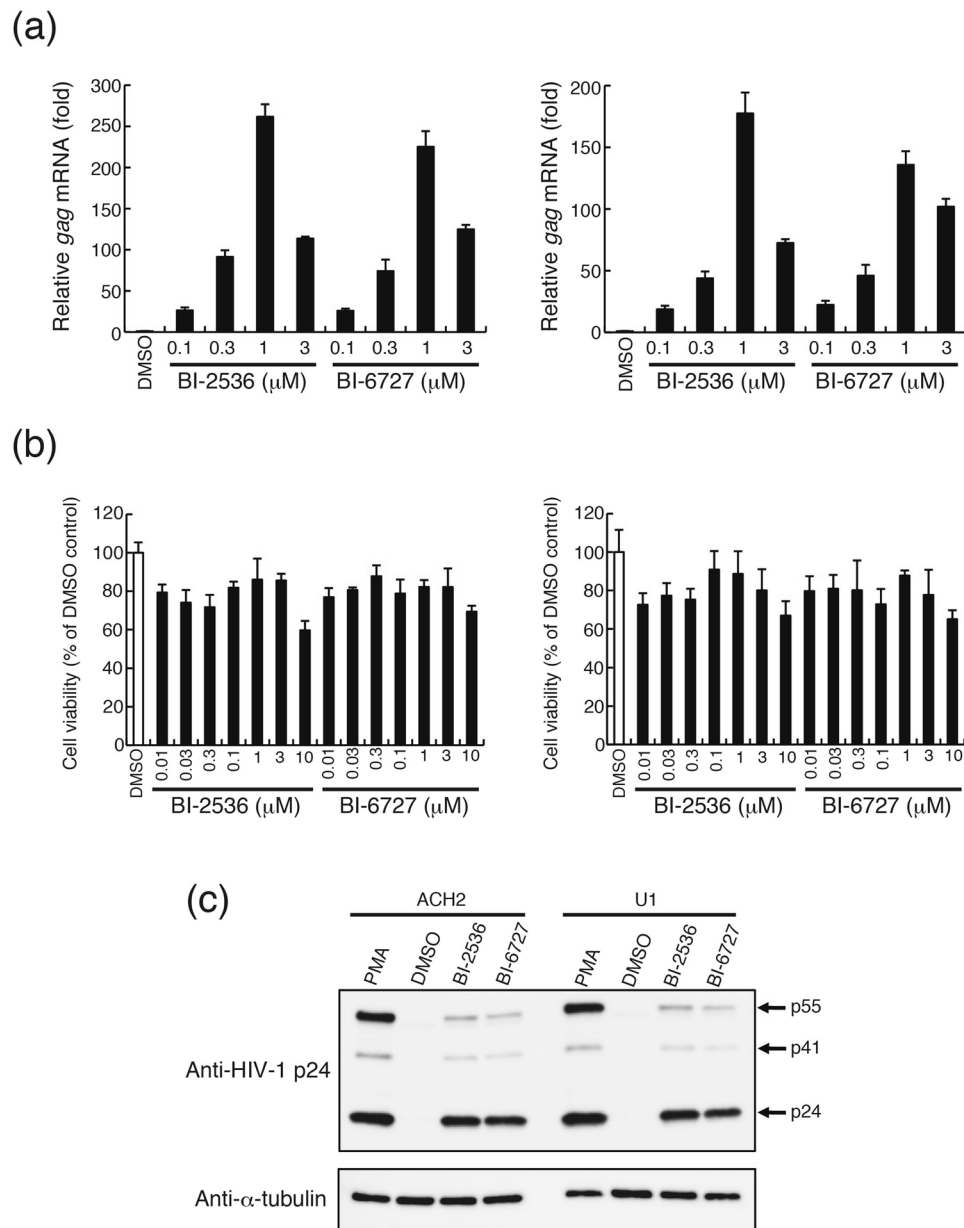 (a)
Relative gag mRNA (fold)
300
250
200
150
100
50
0
DMSO
0.1 0.3 1 3 0.1 0.3 1 3
BI-2536 (μM) BI-6727 (μM)
Relative gag mRNA (fold)
200
150
100
50
0
DMSO
0.1 0.3 1 3 0.1 0.3 1 3
BI-2536 (μM) BI-6727 (μM)
(b)
Cell viability (% of DMSO control)
120
100
80
60
40
20
0
DMSO
0.01 0.03 0.3 0.1 1 3 10 0.01 0.03 0.3 0.1 1 3 10
BI-2536 (μM) BI-6727 (μM)
Cell viability (% of DMSO control)
120
100
80
60
40
20
0
DMSO
0.01 0.03 0.3 0.1 1 3 10 0.01 0.03 0.3 0.1 1 3 10
BI-2536 (μM) BI-6727 (μM)
(c)
ACH2 U1
PMA DMSO BI-2536 BI-6727 PMA DMSO BI-2536 BI-6727
p55
p41
Anti-HIV-1 p24
p24
Anti-α-tubulin